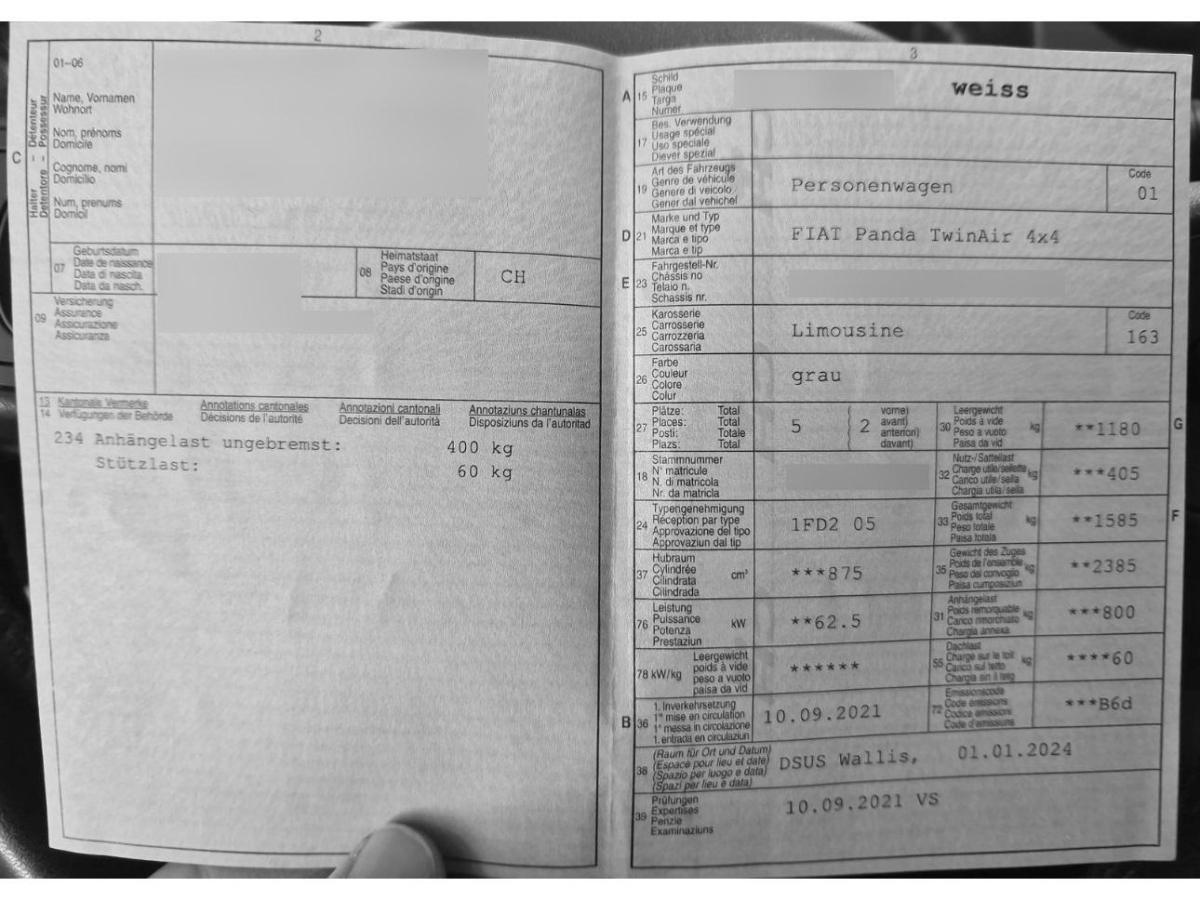 2
01-06
Name, Vornamen
Wohnort
Nom, prénoms
Domicile
Cognome, nomi
Domicilio
Num, prenums
Domicil
C
Halter – Détenteur
Detentore – Possessur
07
Geburtsdatum
Date de naissance
Data di nascita
Data da nasch.
08
Heimatstaat
Pays d'origine
Paese d'origine
Stadi d'origin
CH
09
Versicherung
Assurance
Assicurazione
Assicuranza
13 Kantonale Vermerke Annotations cantonales Annotazioni cantonali Annotaziuns chantunalas
14 Verfügungen der Behörde Décisions de l'autorité Decisioni dell'autorità Disposiziuns da l'autoritad
234 Anhängelast ungebremst: 400 kg
Stützlast: 60 kg
3
A 15
Schild
Plaque
Targa
Numer
weiss
17
Bes. Verwendung
Usage spécial
Uso speciale
Diever spezial
19
Art des Fahrzeugs
Genre de véhicule
Genere di veicolo
Gener dal vehichel
Personenwagen
Code
01
D 21
Marke und Typ
Marque et type
Marca e tipo
Marca e tip
FIAT Panda TwinAir 4x4
E 23
Fahrgestell-Nr.
Châssis no
Telaio n.
Schassis nr.
25
Karosserie
Carrosserie
Carrozzeria
Carossaria
Limousine
Code
163
26
Farbe
Couleur
Colore
Colur
grau
27
Plätze: Total
Places: Total
Posti: Totale
Plazs: Total
5
( 2
vorne)
avant)
anteriori)
davant)
30
Leergewicht
Poids à vide
Peso a vuoto
Paisa da vid
kg
**1180
G
18
Stammnummer
N° matricule
N. di matricola
Nr. da matricla
32
Nutz-/Sattellast
Charge utile/sellette
Carico utile/sella
Chargia utila/sella
kg
***405
24
Typengenehmigung
Réception par type
Approvazione del tipo
Approvaziun dal tip
1FD2 05
33
Gesamtgewicht
Poids total
Peso totale
Paisa totala
kg
**1585
F
37
Hubraum
Cylindrée
Cilindrata
Cilindrada
cm³
***875
35
Gewicht des Zuges
Poids de l'ensemble
Peso del convoglio
Paisa cumposiziun
kg
**2385
76
Leistung
Puissance
Potenza
Prestaziun
kW
**62.5
31
Anhängelast
Poids remorquable
Carico rimorchiato
Chargia annexa
kg
***800
78 kW/kg
Leergewicht
poids à vide
peso a vuoto
paisa da vid
******
55
Dachlast
Charge sur le toit
Carico sul tetto
Chargia sin il tetg
kg
****60
B 36
1. Inverkehrsetzung
1re mise en circulation
1a messa in circolazione
1. entrada en circulaziun
10.09.2021
72
Emissionscode
Code émissions
Codice emissioni
Code d'emissiuns
***B6d
38
(Raum für Ort und Datum)
(Espace pour lieu et date)
(Spazio per luogo e data)
(Spazi per lieu e data)
DSUS Wallis, 01.01.2024
39
Prüfungen
Expertises
Perizie
Examinaziuns
10.09.2021 VS